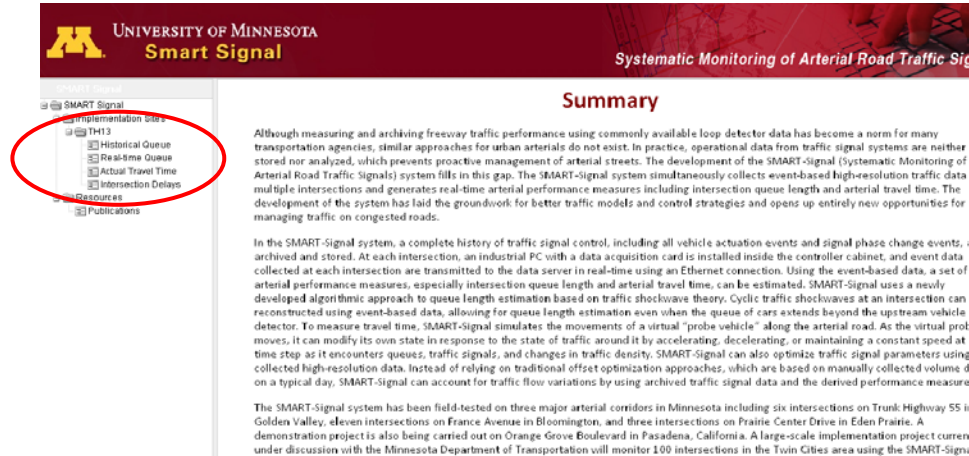 UNIVERSITY OF MINNESOTA
Smart Signal
Systematic Monitoring of Arterial Road Traffic Sig
SMART Signal
SMART Signal
Implementation Sites
TH13
Historical Queue
Real-time Queue
Actual Travel Time
Intersection Delays
Resources
Publications
Summary
Although measuring and archiving freeway traffic performance using commonly available loop detector data has become a norm for many
transportation agencies, similar approaches for urban arterials do not exist. In practice, operational data from traffic signal systems are neither
stored nor analyzed, which prevents proactive management of arterial streets. The development of the SMART-Signal (Systematic Monitoring of
Arterial Road Traffic Signals) system fills in this gap. The SMART-Signal system simultaneously collects event-based high-resolution traffic data
multiple intersections and generates real-time arterial performance measures including intersection queue length and arterial travel time. The
development of the system has laid the groundwork for better traffic models and control strategies and opens up entirely new opportunities for
managing traffic on congested roads.
In the SMART-Signal system, a complete history of traffic signal control, including all vehicle actuation events and signal phase change events, a
archived and stored. At each intersection, an industrial PC with a data acquisition card is installed inside the controller cabinet, and event data
collected at each intersection are transmitted to the data server in real-time using an Ethernet connection. Using the event-based data, a set of
arterial performance measures, especially intersection queue length and arterial travel time, can be estimated. SMART-Signal uses a newly
developed algorithmic approach to queue length estimation based on traffic shockwave theory. Cyclic traffic shockwaves at an intersection can
reconstructed using event-based data, allowing for queue length estimation even when the queue of cars extends beyond the upstream vehicle
detector. To measure travel time, SMART-Signal simulates the movements of a virtual "probe vehicle" along the arterial road. As the virtual prob
moves, it can modify its own state in response to the state of traffic around it by accelerating, decelerating, or maintaining a constant speed at
time step as it encounters queues, traffic signals, and changes in traffic density. SMART-Signal can also optimize traffic signal parameters using
collected high-resolution data. Instead of relying on traditional offset optimization approaches, which are based on manually collected volume d
on a typical day, SMART-Signal can account for traffic flow variations by using archived traffic signal data and the derived performance measure
The SMART-Signal system has been field-tested on three major arterial corridors in Minnesota including six intersections on Trunk Highway 55 i
Golden Valley, eleven intersections on France Avenue in Bloomington, and three intersections on Prairie Center Drive in Eden Prairie. A
demonstration project is also being carried out on Orange Grove Boulevard in Pasadena, California. A large-scale implementation project curren
under discussion with the Minnesota Department of Transportation will monitor 100 intersections in the Twin Cities area using the SMART-Signa